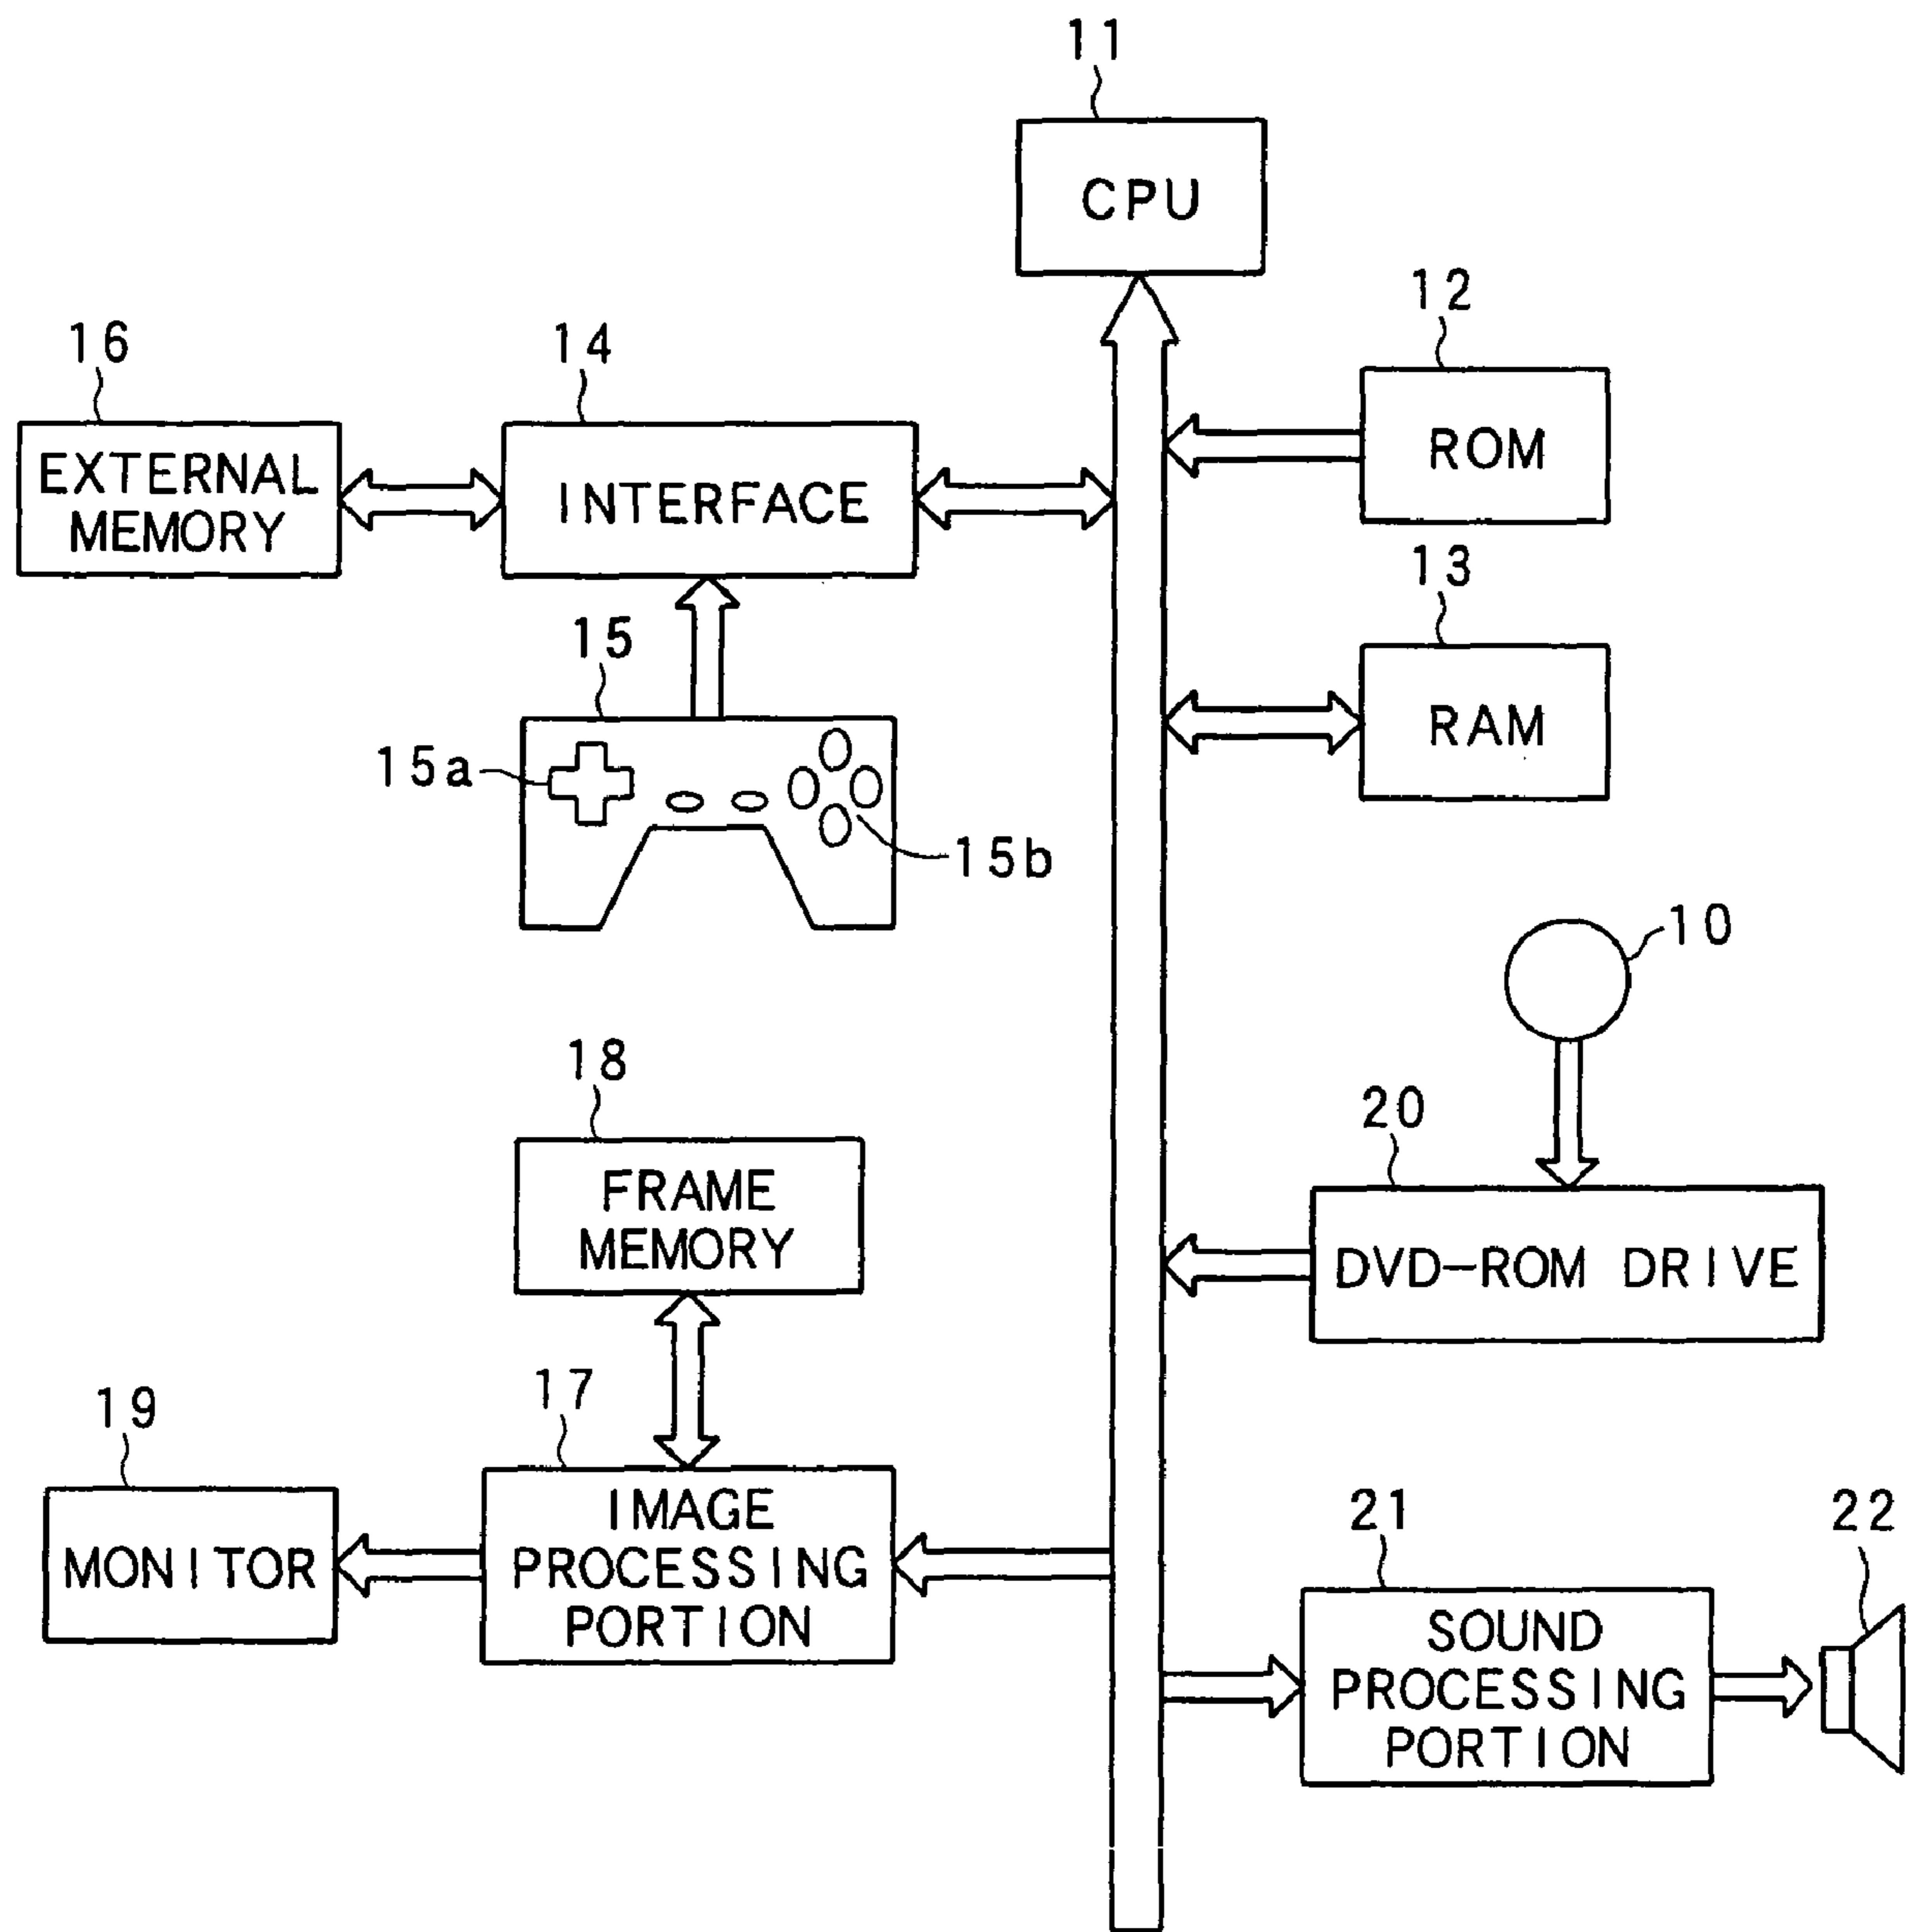 11
CPU
12
ROM
16
EXTERNAL
MEMORY
14
INTERFACE
13
RAM
15
15a
15b
10
18
FRAME
MEMORY
20
DVD-ROM DRIVE
19
MONITOR
17
IMAGE
PROCESSING
PORTION
21
SOUND
PROCESSING
PORTION
22